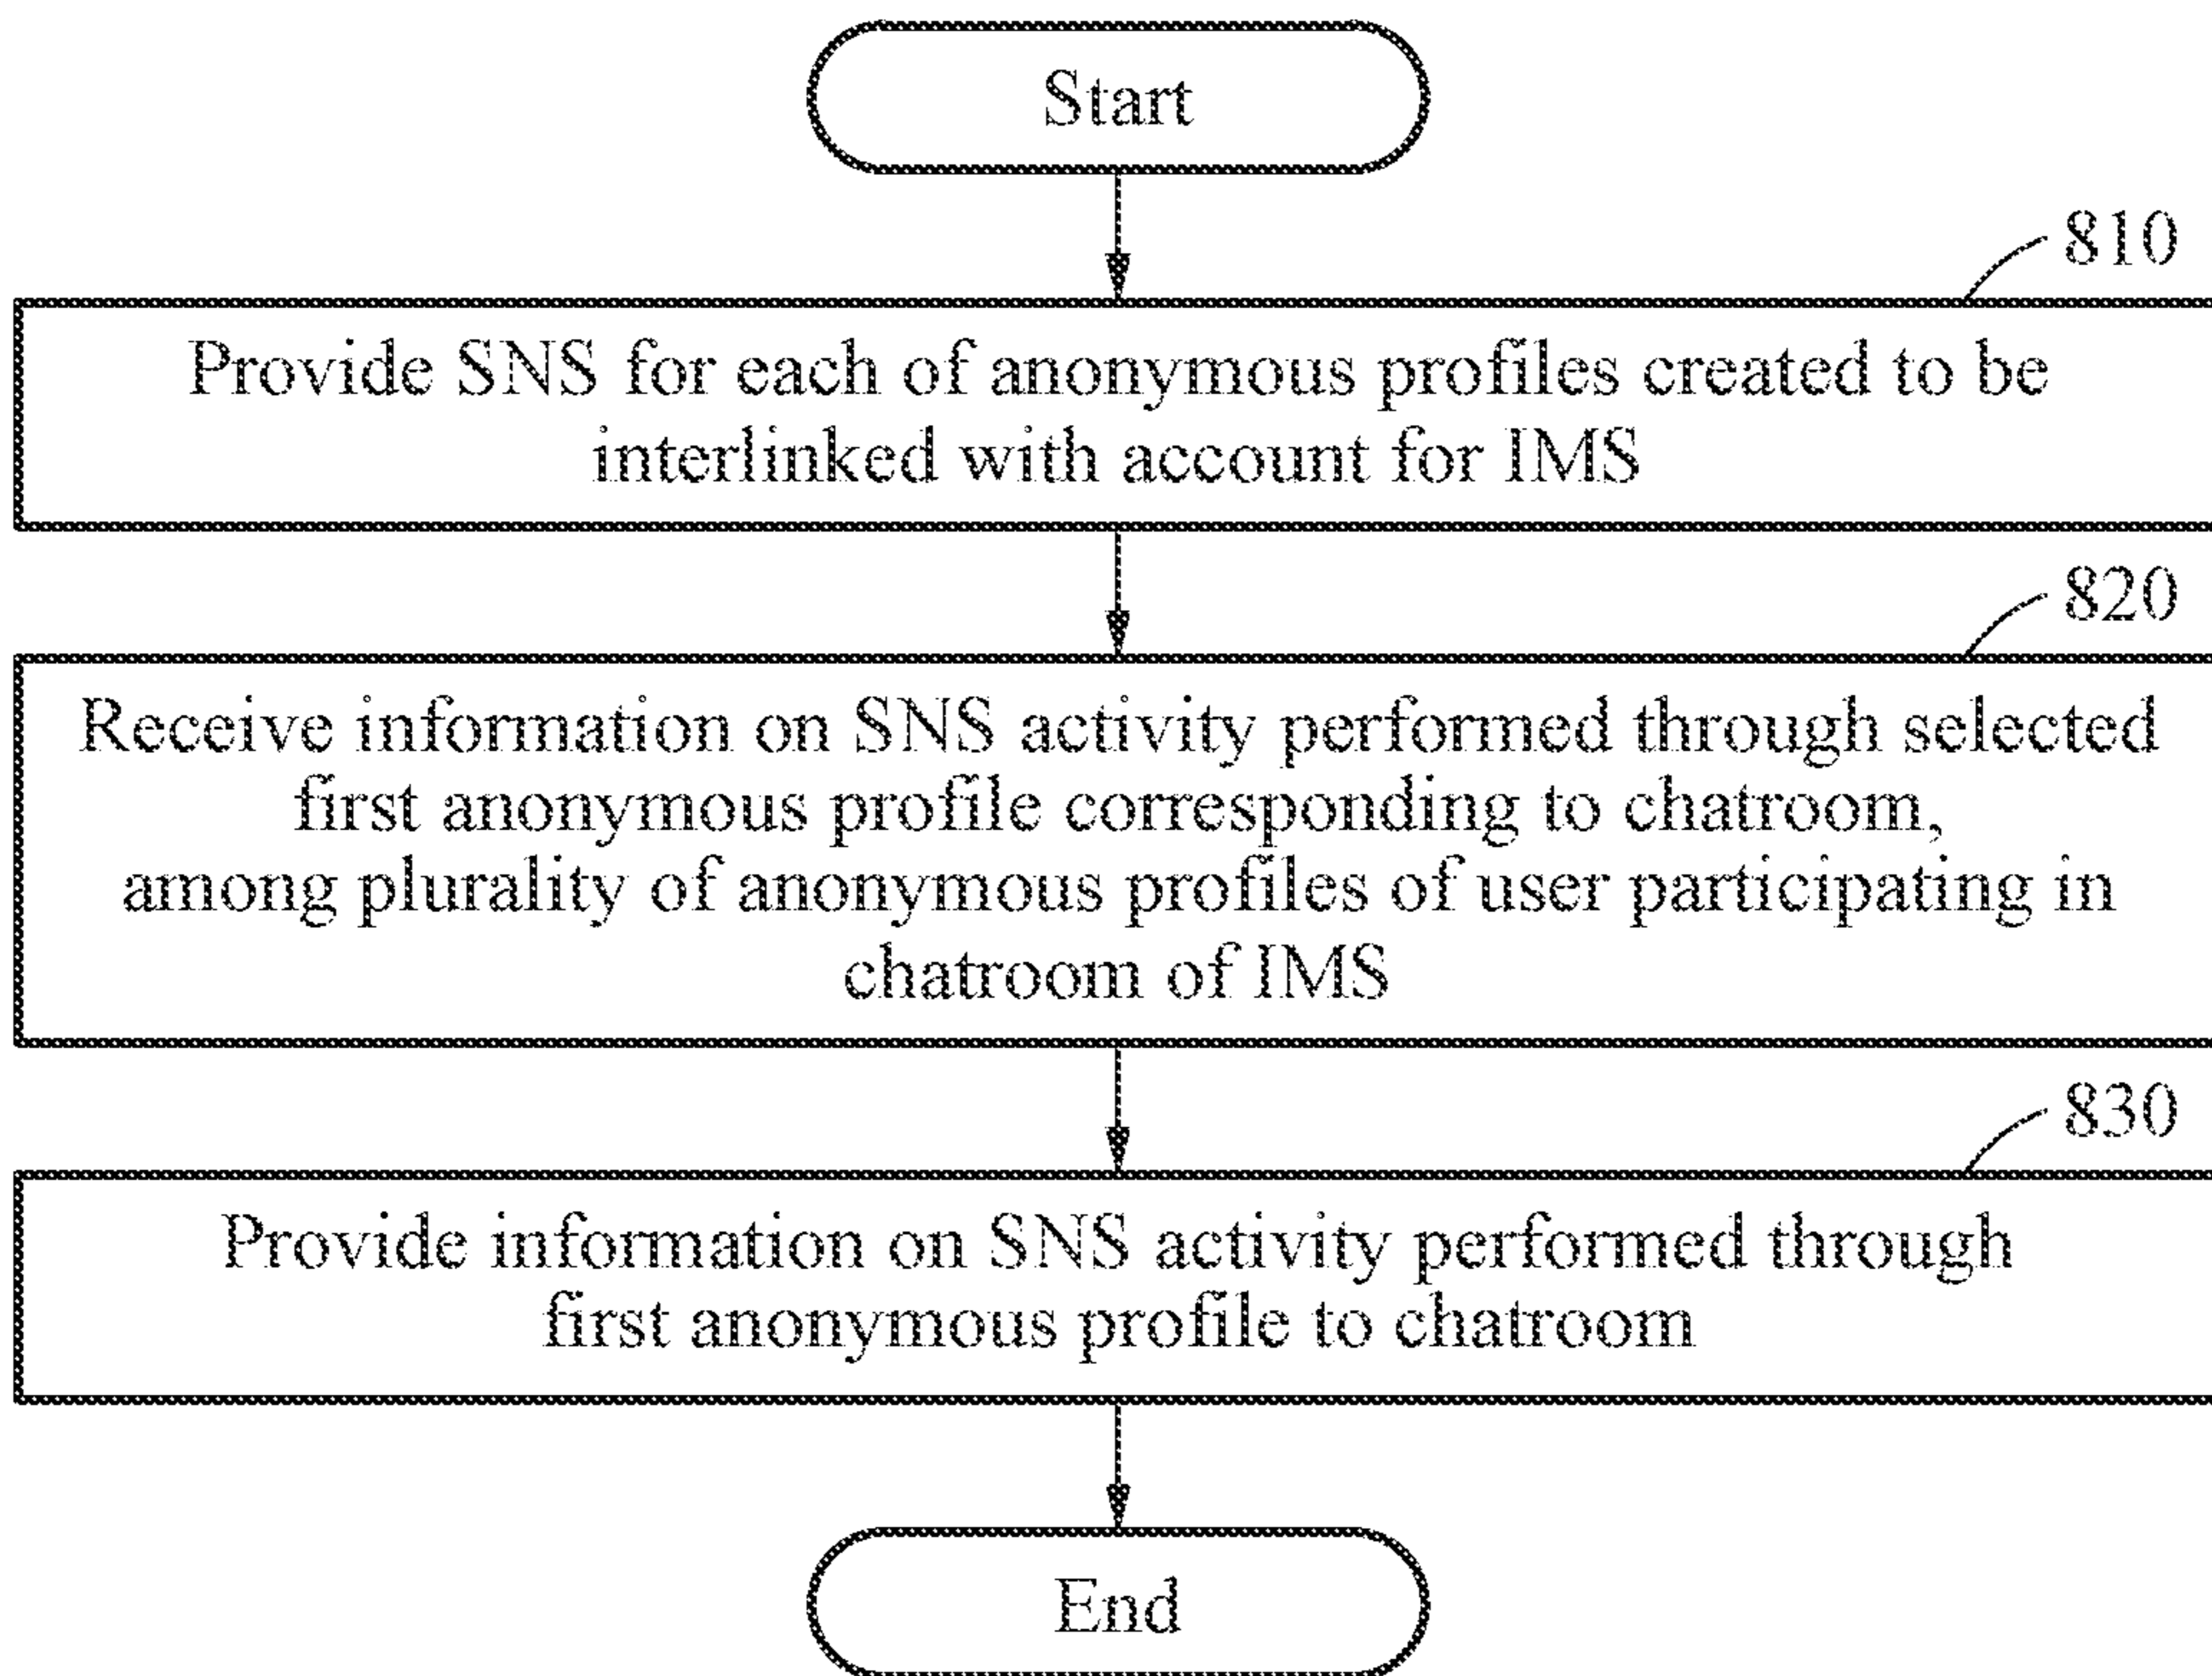 Start
810
Provide SNS for each of anonymous profiles created to be
interlinked with account for IMS
820
Receive information on SNS activity performed through selected
first anonymous profile corresponding to chatroom,
among plurality of anonymous profiles of user participating in
chatroom of IMS
830
Provide information on SNS activity performed through
first anonymous profile to chatroom
End